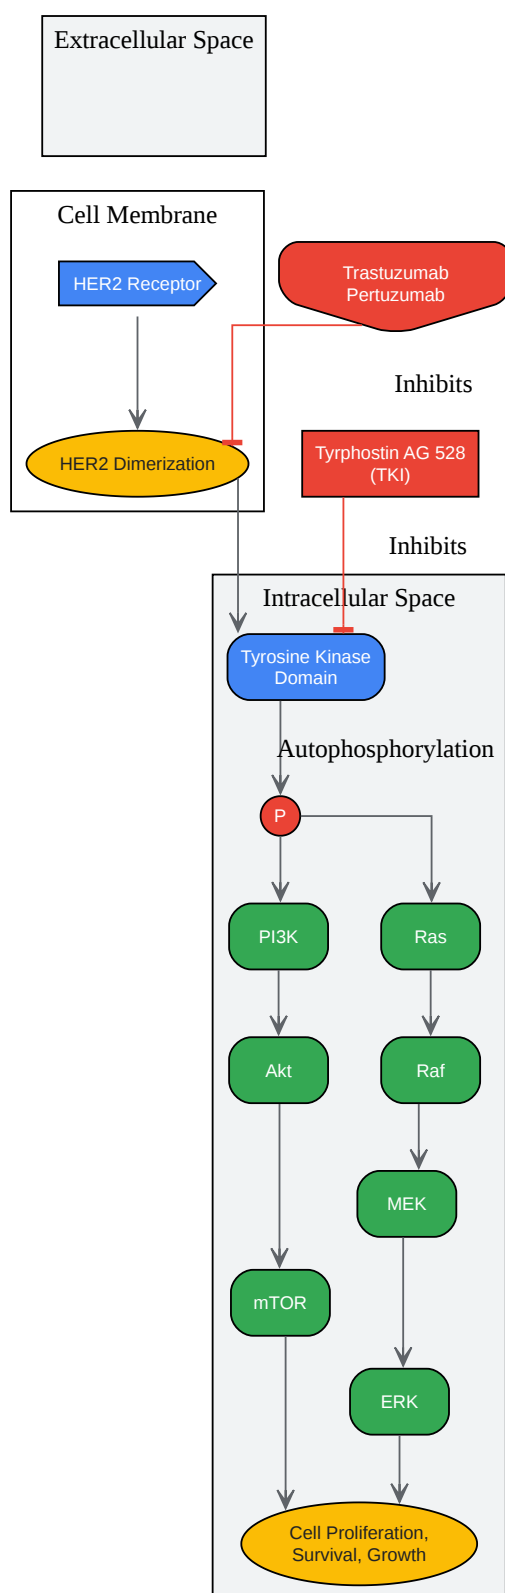 Extracellular Space
Cell Membrane
HER2 Receptor
Trastuzumab
Pertuzumab
Inhibits
HER2 Dimerization
Tyrphostin AG 528
(TKI)
Inhibits
Intracellular Space
Tyrosine Kinase
Domain
Autophosphorylation
P
PI3K
Ras
Akt
Raf
MEK
mTOR
ERK
Cell Proliferation,
Survival, Growth